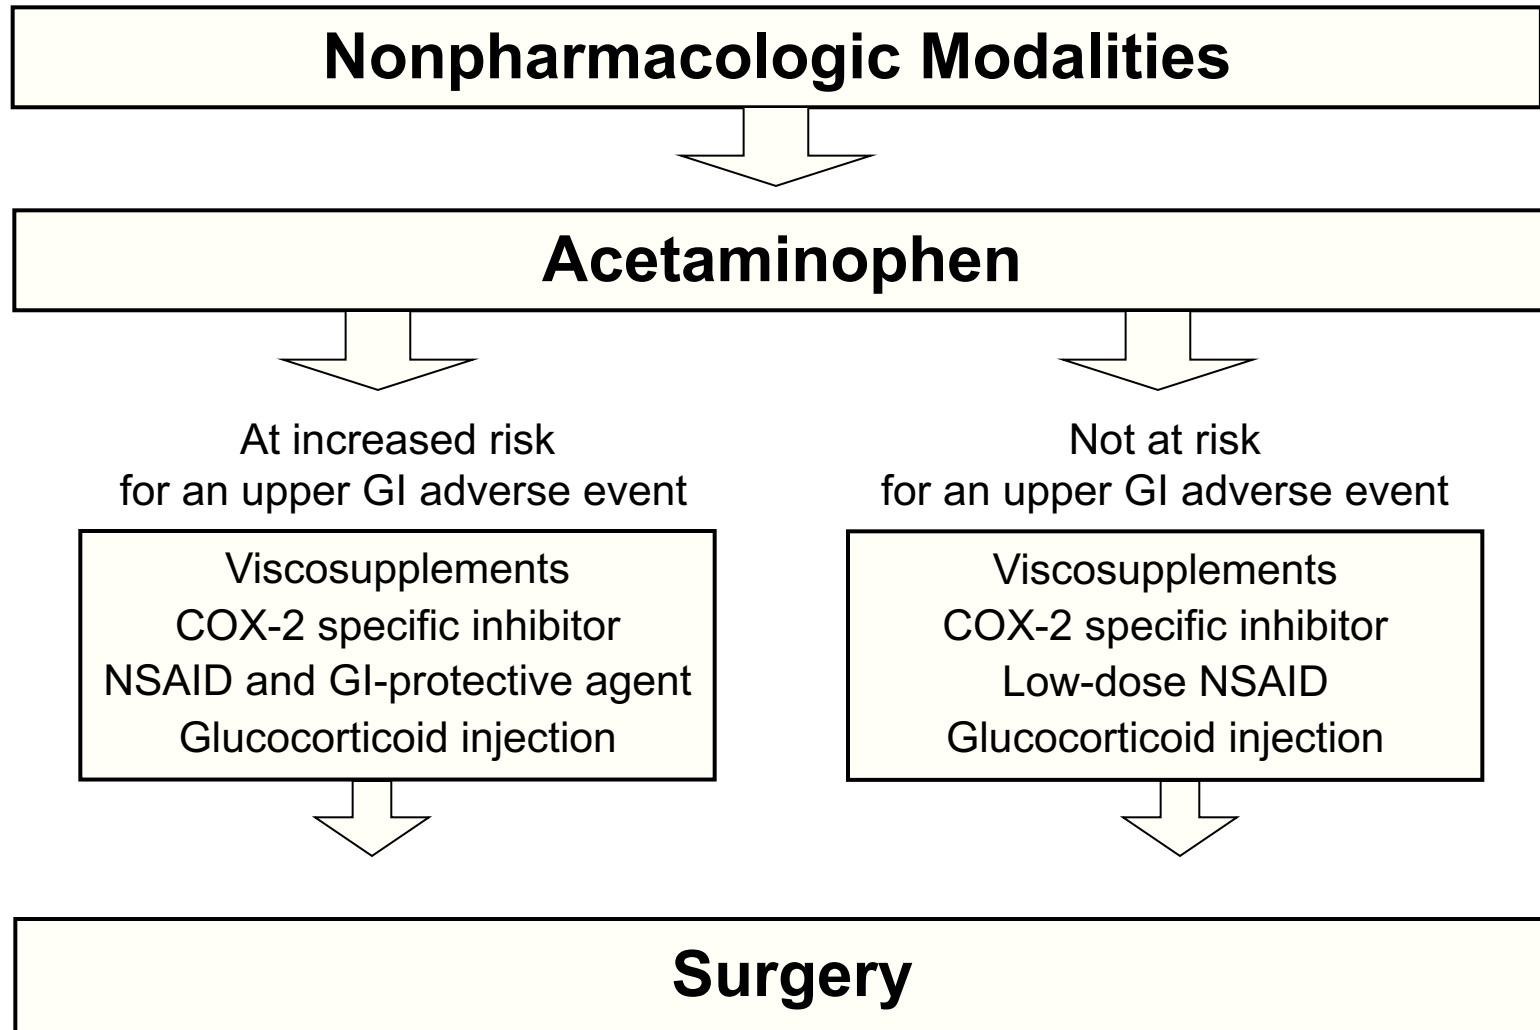 Nonpharmacologic Modalities
Acetaminophen
At increased risk
for an upper GI adverse event
Viscosupplements
COX-2 specific inhibitor
NSAID and GI-protective agent
Glucocorticoid injection
Not at risk
for an upper GI adverse event
Viscosupplements
COX-2 specific inhibitor
Low-dose NSAID
Glucocorticoid injection
Surgery